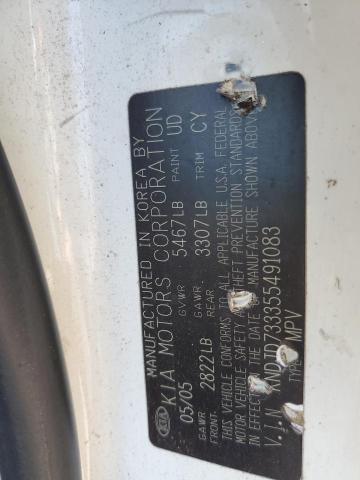 KIA
MANUFACTURED IN KOREA BY
KIA MOTORS CORPORATION
05/05 GVWR 5467LB PAINT UD
GAWR FRONT: 2822LB GAWR REAR 3307LB TRIM CY
THIS VEHICLE CONFORMS TO ALL APPLICABLE U.S.A. FEDERAL
MOTOR VEHICLE SAFETY AND THEFT PREVENTION STANDARDS
IN EFFECT ON THE DATE OF MANUFACTURE SHOWN ABOVE
V.I.N KNDJD733355491083
TYPE MPV